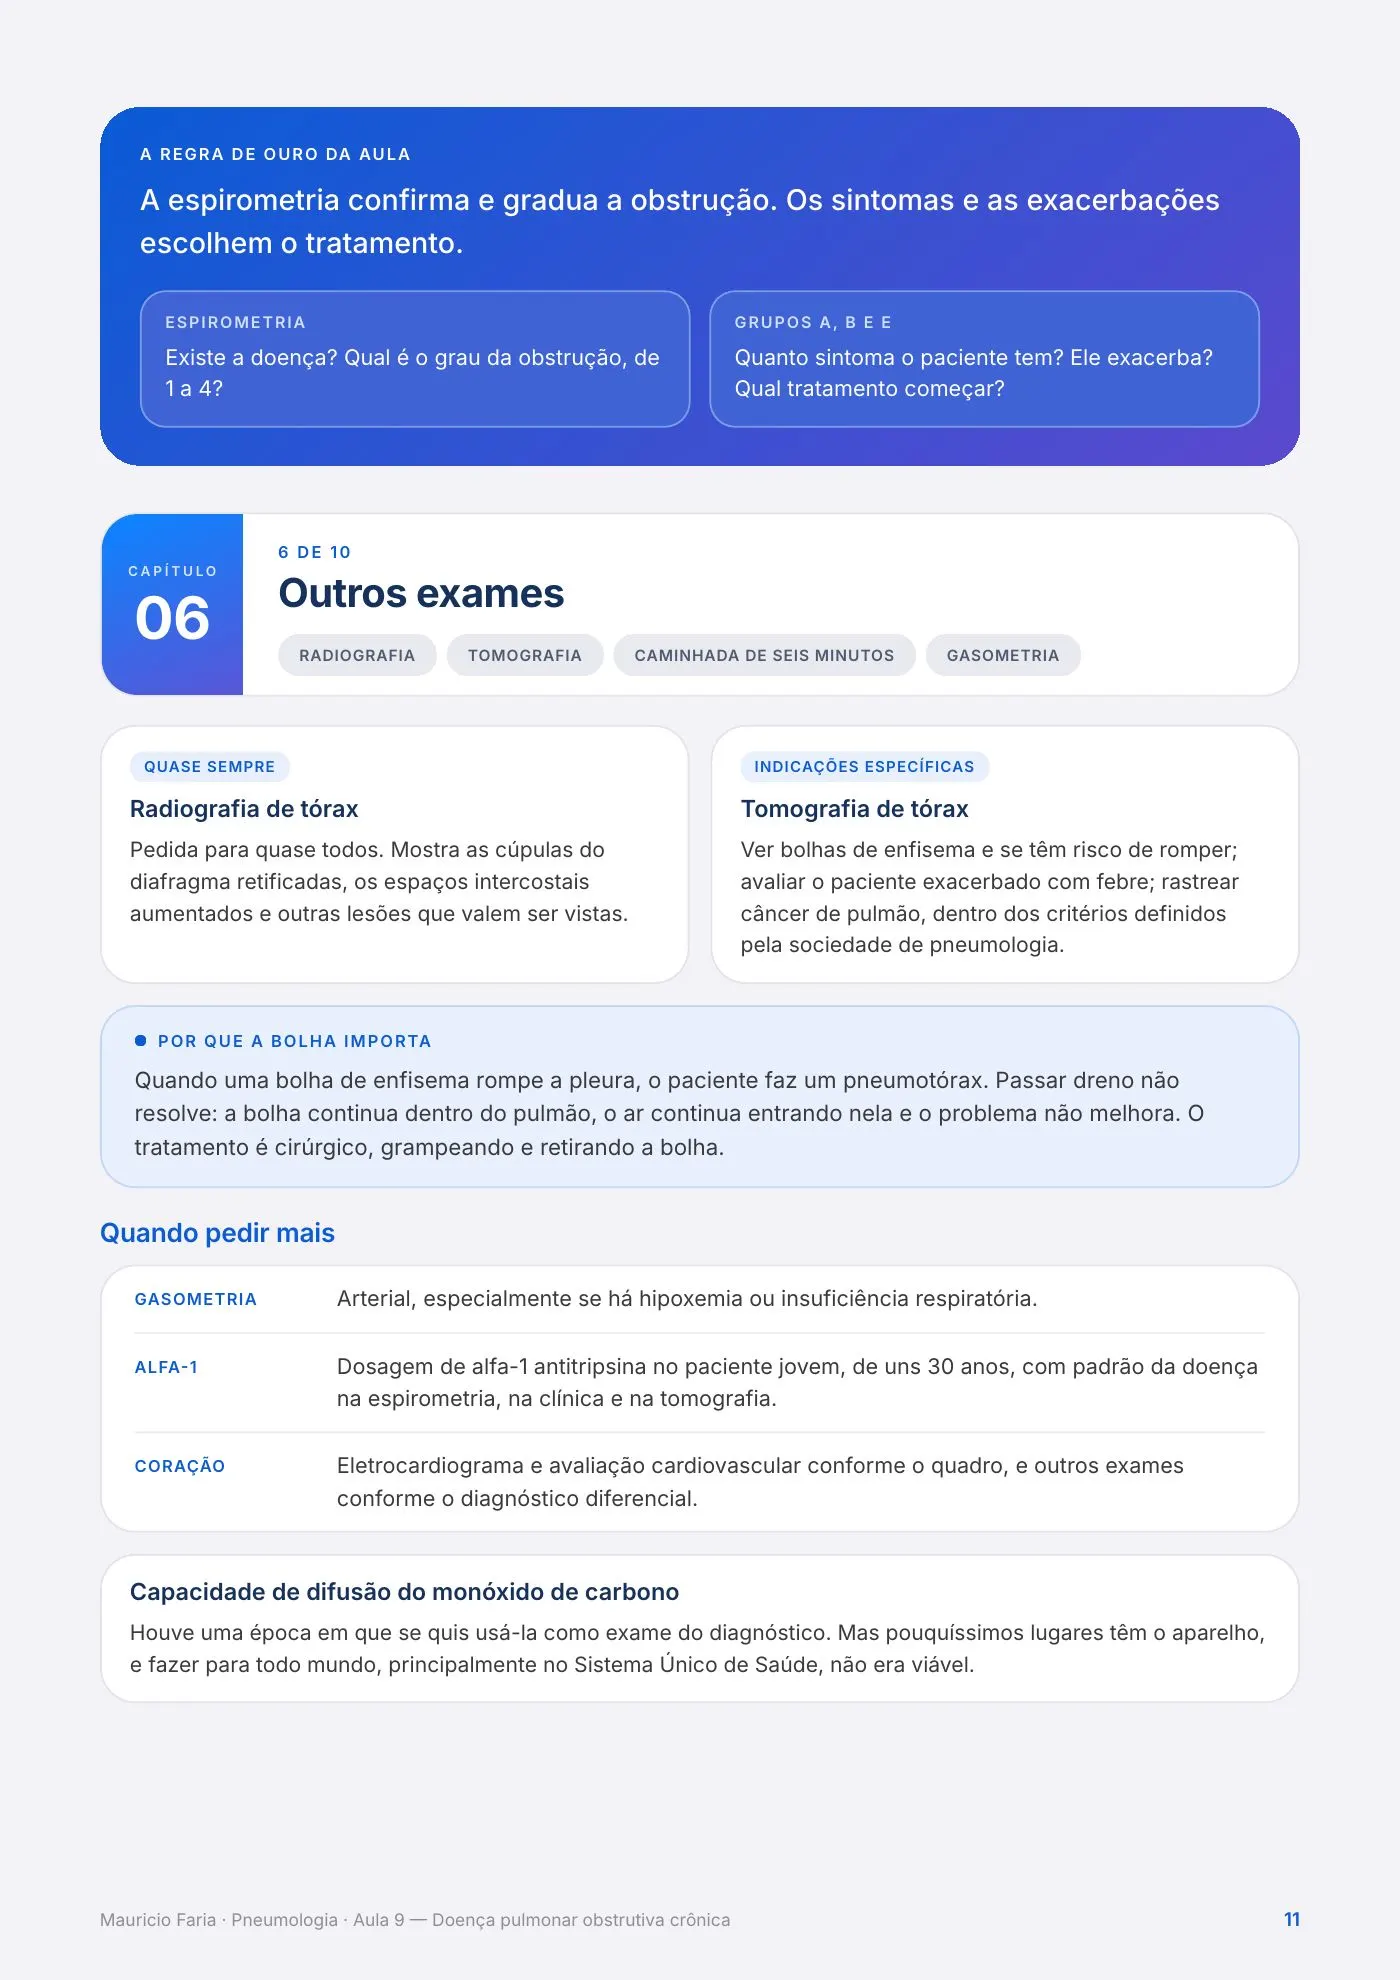 A REGRA DE OURO DA AULA
A espirometria confirma e gradua a obstrução. Os sintomas e as exacerbações
escolhem o tratamento.
ESPIROMETRIA
Existe a doença? Qual é o grau da obstrução, de
1 a 4?
GRUPOS A, B E E
Quanto sintoma o paciente tem? Ele exacerba?
Qual tratamento começar?
CAPÍTULO
06
6 DE 10
Outros exames
RADIOGRAFIA
TOMOGRAFIA
CAMINHADA DE SEIS MINUTOS
GASOMETRIA
QUASE SEMPRE
Radiografia de tórax
Pedida para quase todos. Mostra as cúpulas do
diafragma retificadas, os espaços intercostais
aumentados e outras lesões que valem ser vistas.
INDICAÇÕES ESPECÍFICAS
Tomografia de tórax
Ver bolhas de enfisema e se têm risco de romper;
avaliar o paciente exacerbado com febre; rastrear
câncer de pulmão, dentro dos critérios definidos
pela sociedade de pneumologia.
POR QUE A BOLHA IMPORTA
Quando uma bolha de enfisema rompe a pleura, o paciente faz um pneumotórax. Passar dreno não
resolve: a bolha continua dentro do pulmão, o ar continua entrando nela e o problema não melhora. O
tratamento é cirúrgico, grampeando e retirando a bolha.
Quando pedir mais
GASOMETRIA
Arterial, especialmente se há hipoxemia ou insuficiência respiratória.
ALFA-1
Dosagem de alfa-1 antitripsina no paciente jovem, de uns 30 anos, com padrão da doença
na espirometria, na clínica e na tomografia.
CORAÇÃO
Eletrocardiograma e avaliação cardiovascular conforme o quadro, e outros exames
conforme o diagnóstico diferencial.
Capacidade de difusão do monóxido de carbono
Houve uma época em que se quis usá-la como exame do diagnóstico. Mas pouquíssimos lugares têm o aparelho,
e fazer para todo mundo, principalmente no Sistema Único de Saúde, não era viável.
Mauricio Faria · Pneumologia · Aula 9 — Doença pulmonar obstrutiva crônica
11